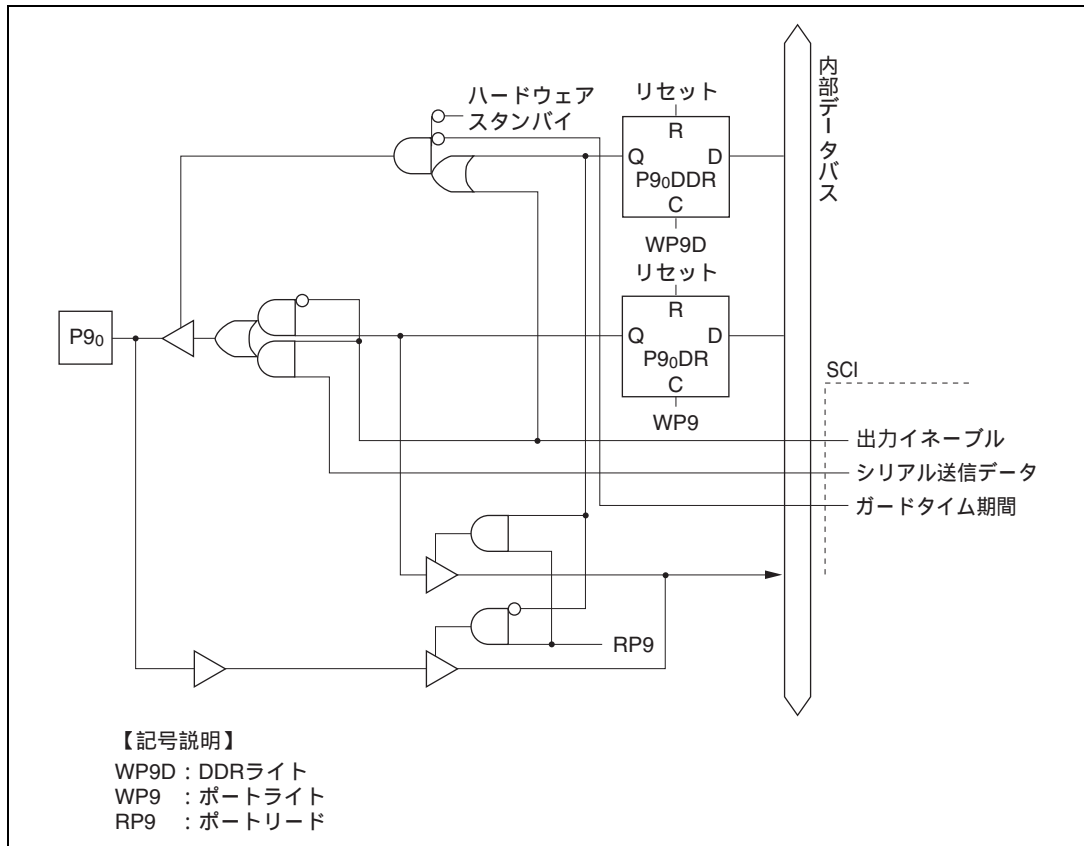 ハードウェア
スタンバイ
リセット
R
Q
D
P9₀DDR
C
WP9D
内部データバス
リセット
R
Q
D
P9₀DR
C
WP9
P9₀
SCI
出力イネーブル
シリアル送信データ
ガードタイム期間
RP9
【記号説明】
WP9D：DDRライト
WP9 ：ポートライト
RP9 ：ポートリード